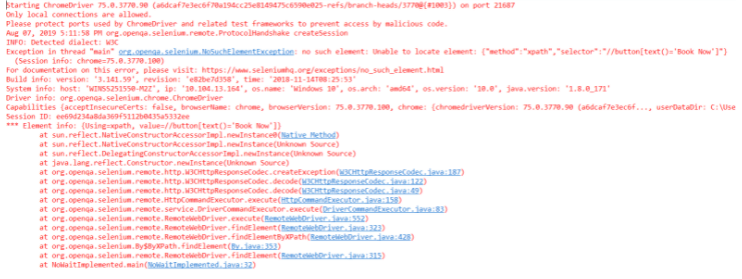 Starting ChromeDriver 75.0.3770.90 (a6dcaf7e3ec6f70a194cc25e8149475c6590e025-refs/branch-heads/3770@{#1003}) on port 21687
Only local connections are allowed.
Please protect ports used by ChromeDriver and related test frameworks to prevent access by malicious code.
Aug 07, 2019 5:11:58 PM org.openqa.selenium.remote.ProtocolHandshake createSession
INFO: Detected dialect: W3C
Exception in thread "main" org.openqa.selenium.NoSuchElementException: no such element: Unable to locate element: {"method":"xpath","selector":"//button[text()='Book Now']"}
(Session info: chrome=75.0.3770.100)
For documentation on this error, please visit: https://www.seleniumhq.org/exceptions/no_such_element.html
Build info: version: '3.141.59', revision: 'e82be7d358', time: '2018-11-14T08:25:53'
System info: host: 'WIN55251550-M2Z', ip: '10.104.13.164', os.name: 'Windows 10', os.arch: 'amd64', os.version: '10.0', java.version: '1.8.0_171'
Driver info: org.openqa.selenium.chrome.ChromeDriver
Capabilities {acceptInsecureCerts: false, browserName: chrome, browserVersion: 75.0.3770.100, chrome: {chromedriverVersion: 75.0.3770.90 (a6dcaf7e3ec6f..., userDataDir: C:\Use
Session ID: ee69d234a8da369f5112b0435a5332ee
*** Element info: {Using=xpath, value=//button[text()='Book Now']}
at sun.reflect.NativeConstructorAccessorImpl.newInstance0(Native Method)
at sun.reflect.NativeConstructorAccessorImpl.newInstance(Unknown Source)
at sun.reflect.DelegatingConstructorAccessorImpl.newInstance(Unknown Source)
at java.lang.reflect.Constructor.newInstance(Unknown Source)
at org.openqa.selenium.remote.http.W3CHttpResponseCodec.createException(W3CHttpResponseCodec.java:187)
at org.openqa.selenium.remote.http.W3CHttpResponseCodec.decode(W3CHttpResponseCodec.java:122)
at org.openqa.selenium.remote.http.W3CHttpResponseCodec.decode(W3CHttpResponseCodec.java:49)
at org.openqa.selenium.remote.HttpCommandExecutor.execute(HttpCommandExecutor.java:158)
at org.openqa.selenium.remote.service.DriverCommandExecutor.execute(DriverCommandExecutor.java:83)
at org.openqa.selenium.remote.RemoteWebDriver.execute(RemoteWebDriver.java:552)
at org.openqa.selenium.remote.RemoteWebDriver.findElement(RemoteWebDriver.java:323)
at org.openqa.selenium.remote.RemoteWebDriver.findElementByXPath(RemoteWebDriver.java:428)
at org.openqa.selenium.By$ByXPath.findElement(By.java:353)
at org.openqa.selenium.remote.RemoteWebDriver.findElement(RemoteWebDriver.java:315)
at NoWaitImplemented.main(NoWaitImplemented.java:32)